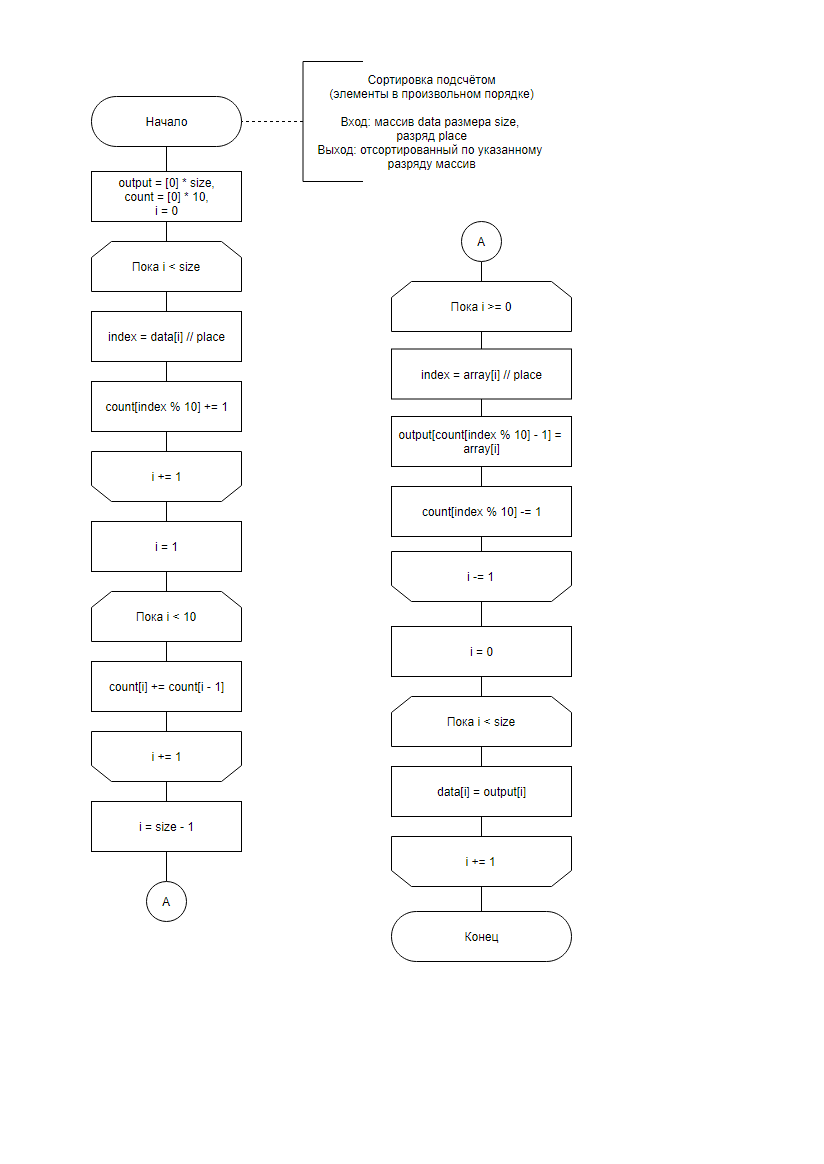 Сортировка подсчётом
(элементы в произвольном порядке)
Вход: массив data размера size,
разряд place
Выход: отсортированный по указанному
разряду массив
Начало
output = [0] * size,
count = [0] * 10,
i = 0
Пока i < size
index = data[i] // place
count[index % 10] += 1
i += 1
i = 1
Пока i < 10
count[i] += count[i - 1]
i += 1
i = size - 1
A
A
Пока i >= 0
index = array[i] // place
output[count[index % 10] - 1] =
array[i]
count[index % 10] -= 1
i -= 1
i = 0
Пока i < size
data[i] = output[i]
i += 1
Конец